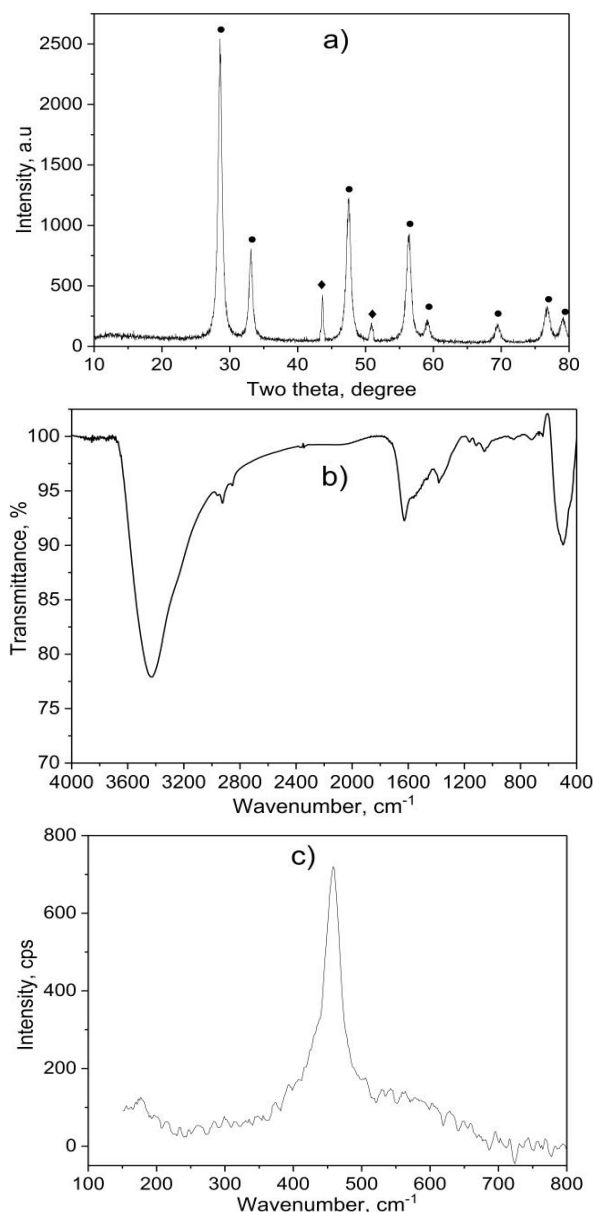 a)
Intensity, a.u
2500
2000
1500
1000
500
0
10 20 30 40 50 60 70 80
Two theta, degree
b)
Transmittance, %
100
95
90
85
80
75
70
4000 3600 3200 2800 2400 2000 1600 1200 800 400
Wavenumber, cm⁻¹
c)
Intensity, cps
800
600
400
200
0
100 200 300 400 500 600 700 800
Wavenumber, cm⁻¹